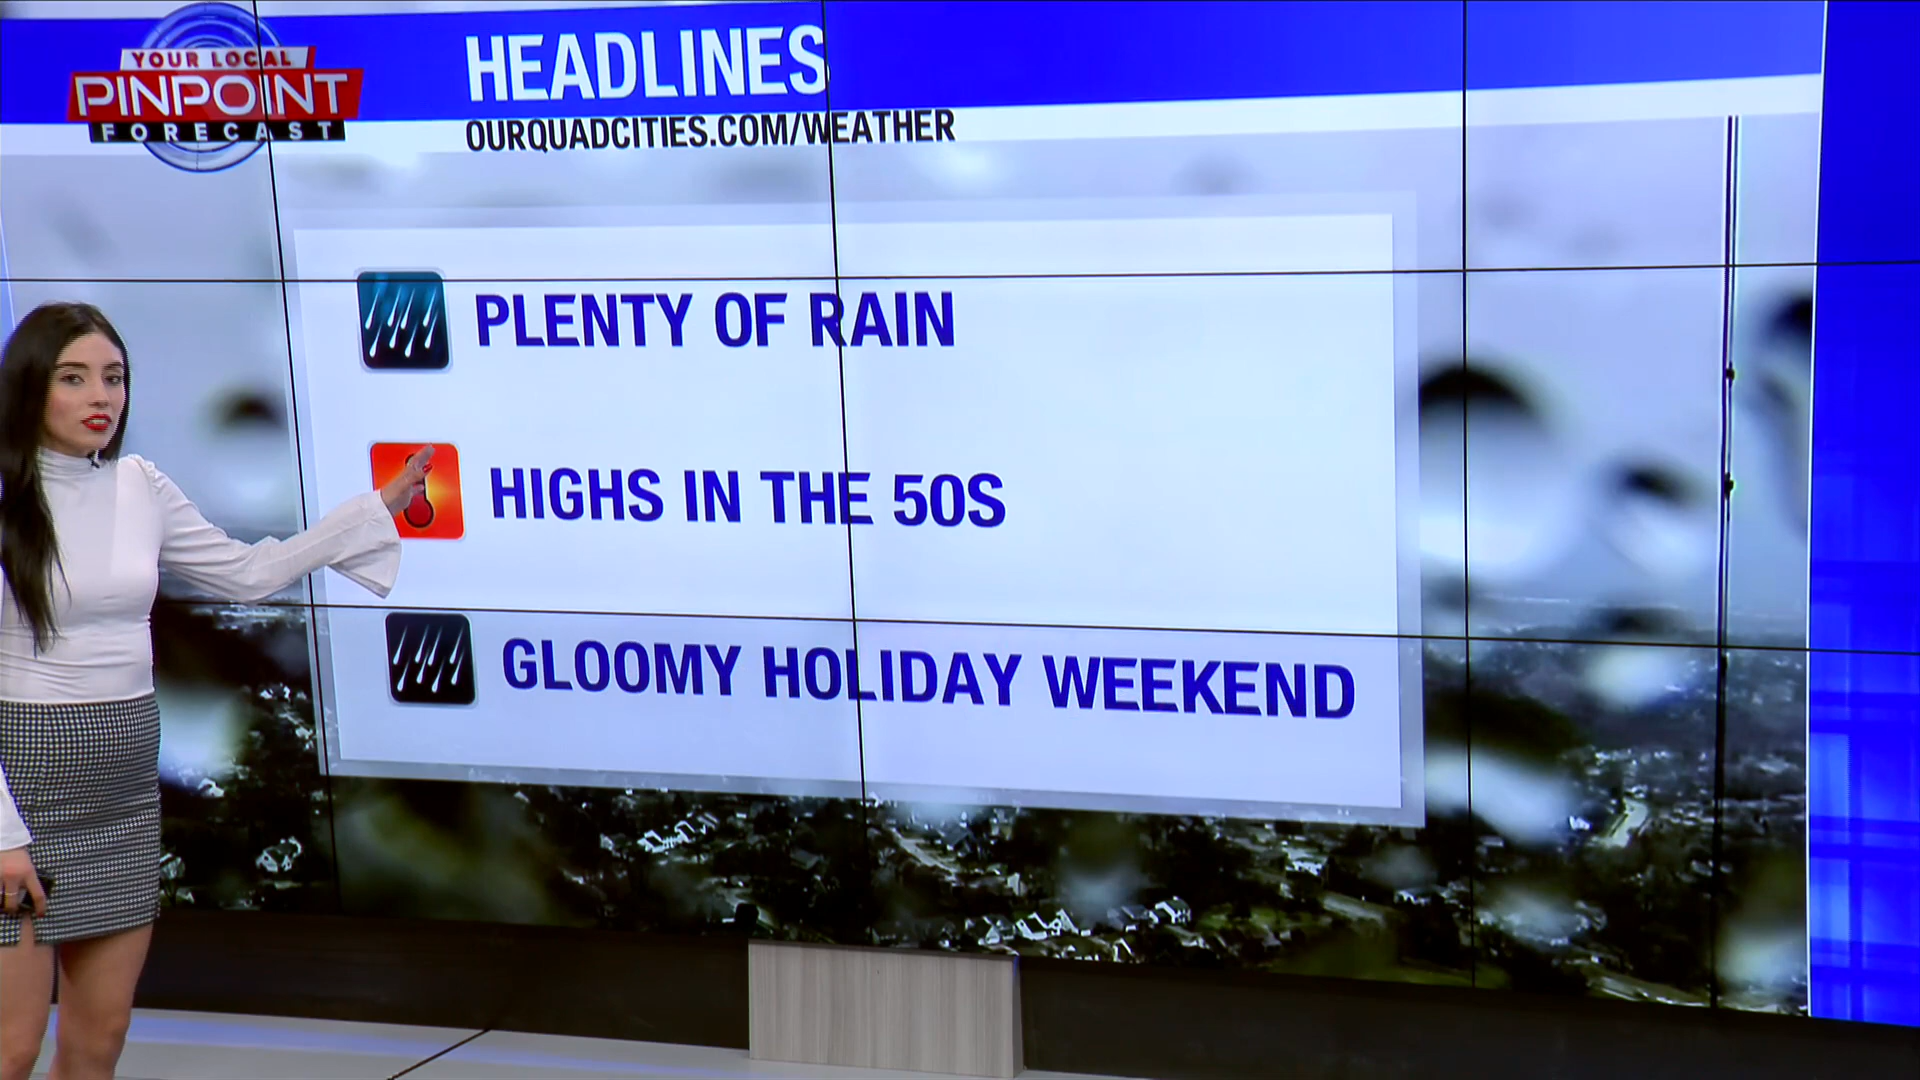 YOUR LOCAL
PINPOINT
FORECAST
HEADLINES
OURQUADCITIES.COM/WEATHER
PLENTY OF RAIN
HIGHS IN THE 50S
GLOOMY HOLIDAY WEEKEND